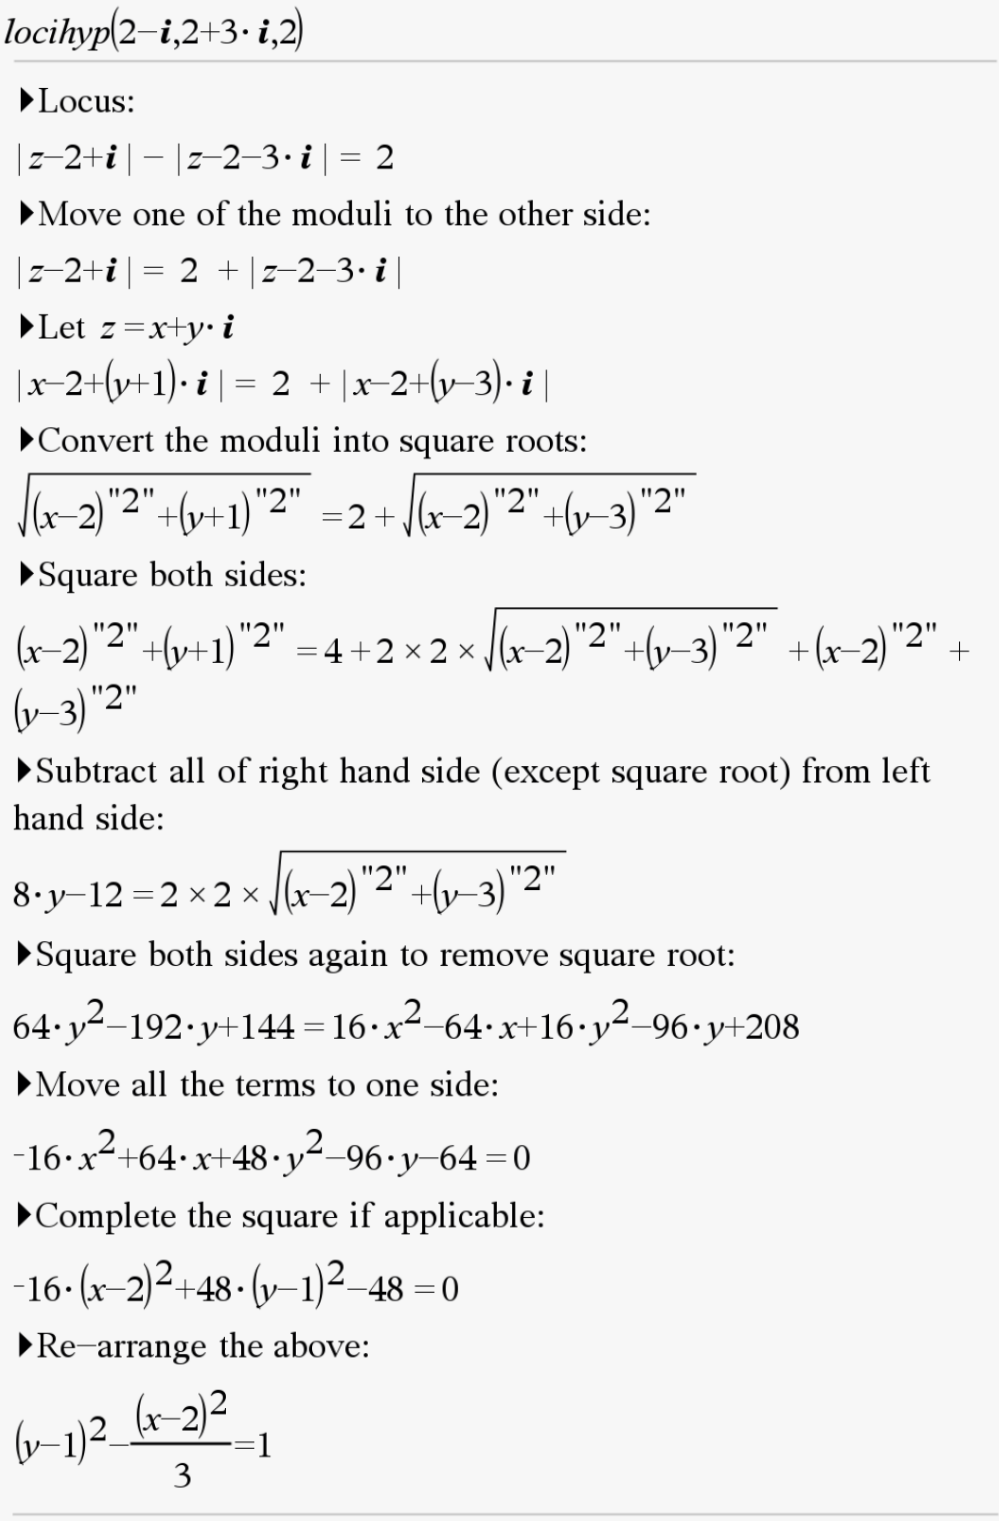 locihyp(2−i,2+3·i,2)
▶Locus:
|z−2+i| − |z−2−3·i| = 2
▶Move one of the moduli to the other side:
|z−2+i| = 2 +|z−2−3·i|
▶Let z=x+y·i
|x−2+(y+1)·i| = 2 +|x−2+(y−3)·i|
▶Convert the moduli into square roots:
√((x−2)^"2"+(y+1)^"2") =2+√((x−2)^"2"+(y−3)^"2")
▶Square both sides:
(x−2)^"2"+(y+1)^"2" =4+2×2×√((x−2)^"2"+(y−3)^"2") +(x−2)^"2" +
(y−3)^"2"
▶Subtract all of right hand side (except square root) from left
hand side:
8·y−12=2×2×√((x−2)^"2"+(y−3)^"2")
▶Square both sides again to remove square root:
64·y²−192·y+144=16·x²−64·x+16·y²−96·y+208
▶Move all the terms to one side:
-16·x²+64·x+48·y²−96·y−64=0
▶Complete the square if applicable:
-16·(x−2)²+48·(y−1)²−48=0
▶Re−arrange the above:
(y−1)²−(x−2)²/3=1